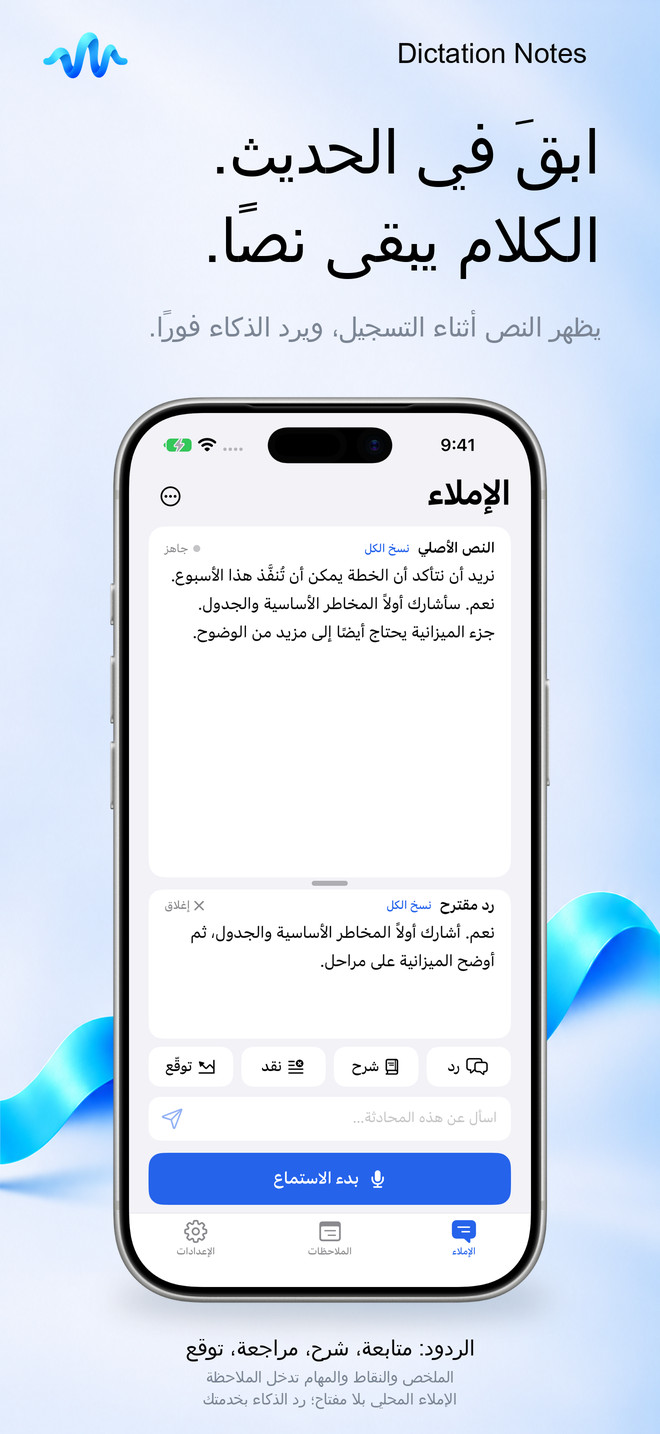 Dictation Notes
ابقَ في الحديث.
الكلام يبقى نصًا.
يظهر النص أثناء التسجيل، ويرد الذكاء فورًا.
9:41
الإملاء
النص الأصلي نسخ الكل جاهز
نريد أن نتأكد أن الخطة يمكن أن تُنفَّذ هذا الأسبوع.
نعم. سأشارك أولاً المخاطر الأساسية والجدول.
جزء الميزانية يحتاج أيضًا إلى مزيد من الوضوح.
رد مقترح نسخ الكل إغلاق
نعم. أشارك أولاً المخاطر الأساسية والجدول، ثم
أوضح الميزانية على مراحل.
رد شرح نقد توقّع
اسأل عن هذه المحادثة...
بدء الاستماع
الإملاء الملاحظات الإعدادات
الردود: متابعة، شرح، مراجعة، توقع
الملخص والنقاط والمهام تدخل الملاحظة
الإملاء المحلي بلا مفتاح؛ رد الذكاء بخدمتك